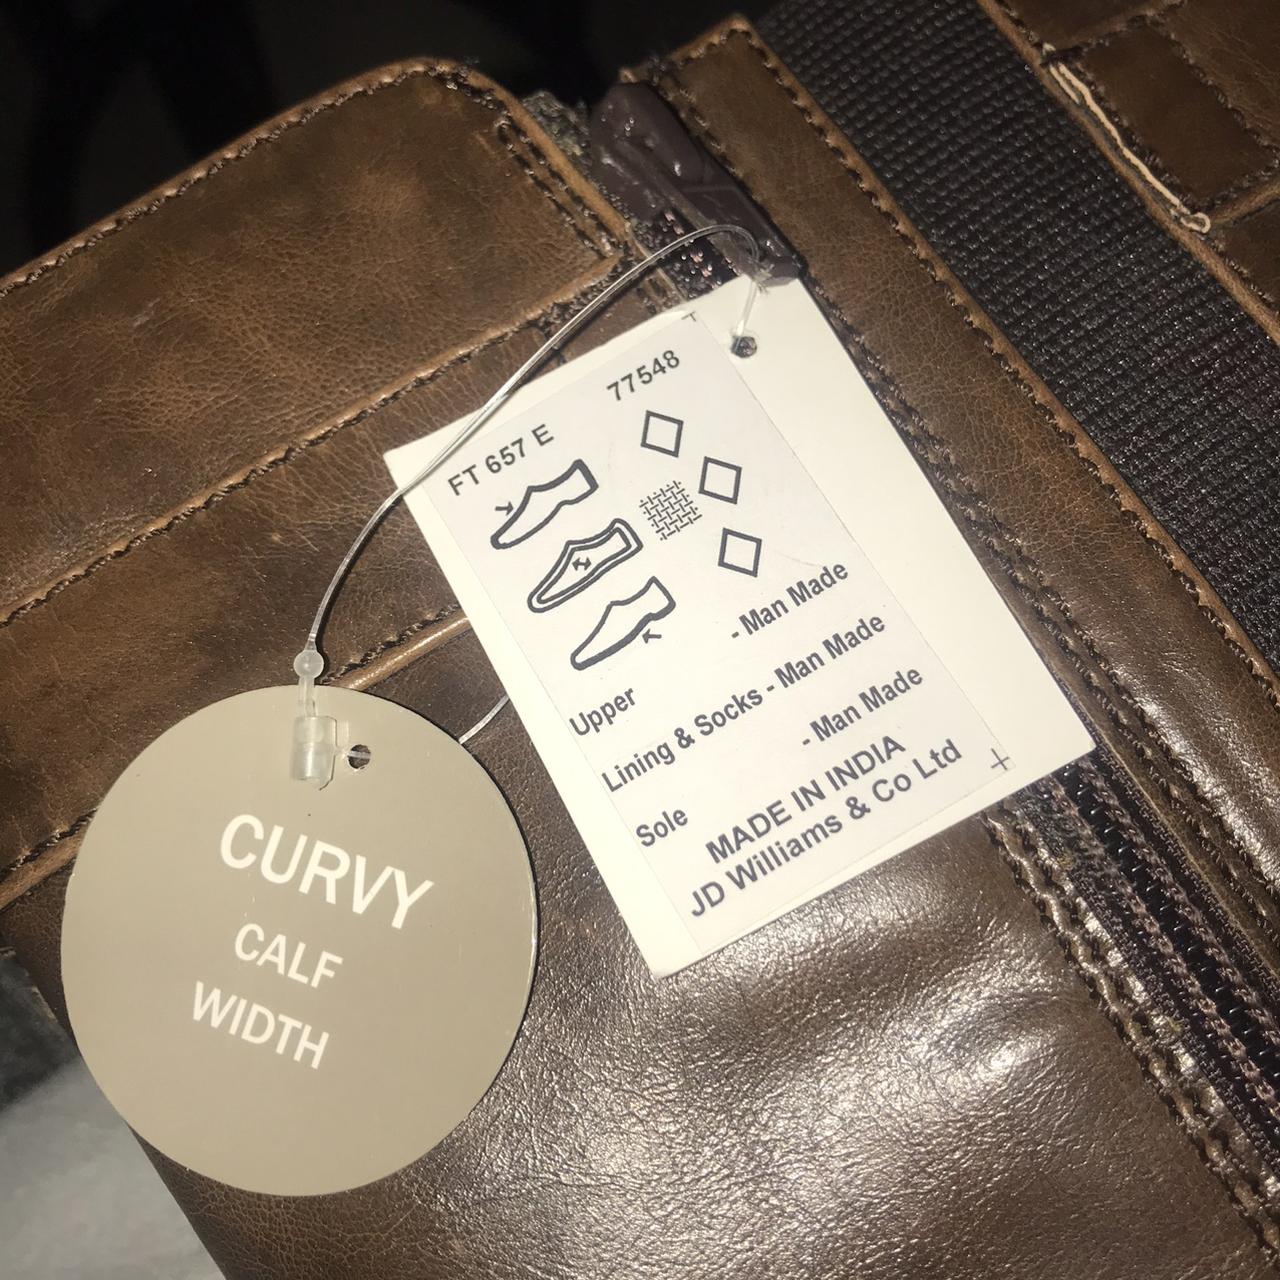 FT 657 E 77548
Upper - Man Made
Lining & Socks - Man Made
Sole - Man Made
MADE IN INDIA
JD Williams & Co Ltd
CURVY
CALF
WIDTH